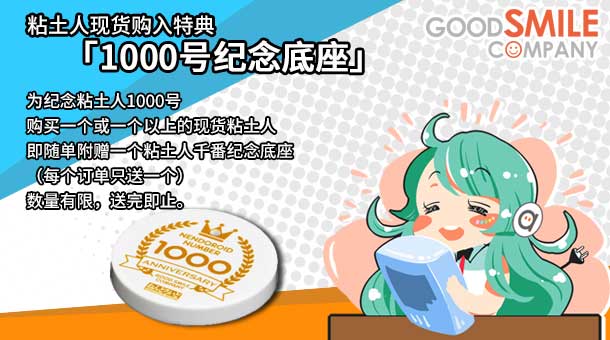 粘土人现货购入特典
「1000号纪念底座」
GOODSMILE
COMPANY
为纪念粘土人1000号
购买一个或一个以上的现货粘土人
即随单附赠一个粘土人千番纪念底座
（每个订单只送一个）
数量有限，送完即止。
NENDOROID
NUMBER
1000
ANNIVERSARY
GOOD SMILE
COMPANY